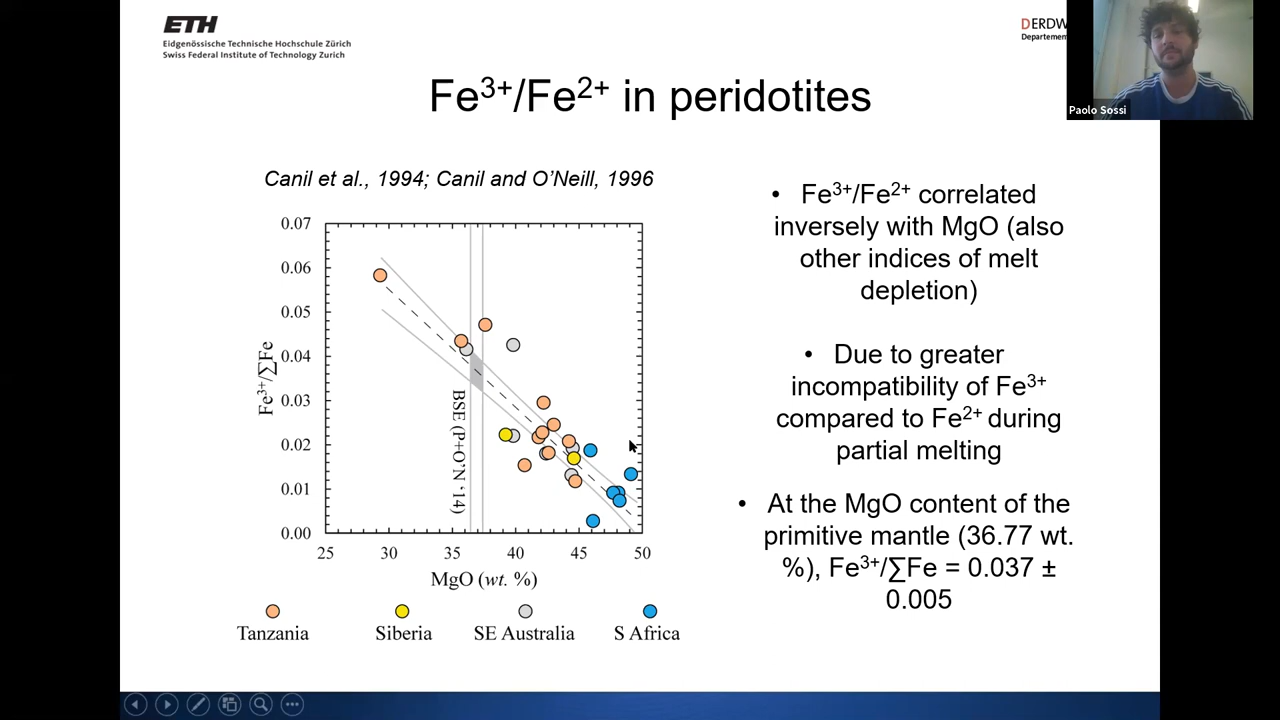 ETH
Eidgenössische Technische Hochschule Zürich
Swiss Federal Institute of Technology Zurich
DERDW
Departemen
Paolo Sossi
Fe³⁺/Fe²⁺ in peridotites
Canil et al., 1994; Canil and O'Neill, 1996
0.07
0.06
0.05
0.04
0.03
0.02
0.01
0.00
Fe³⁺/∑Fe
BSE (P+O'N '14)
25 30 35 40 45 50
MgO (wt. %)
Tanzania Siberia SE Australia S Africa
• Fe³⁺/Fe²⁺ correlated
inversely with MgO (also
other indices of melt
depletion)
• Due to greater
incompatibility of Fe³⁺
compared to Fe²⁺ during
partial melting
• At the MgO content of the
primitive mantle (36.77 wt.
%), Fe³⁺/∑Fe = 0.037 ±
0.005